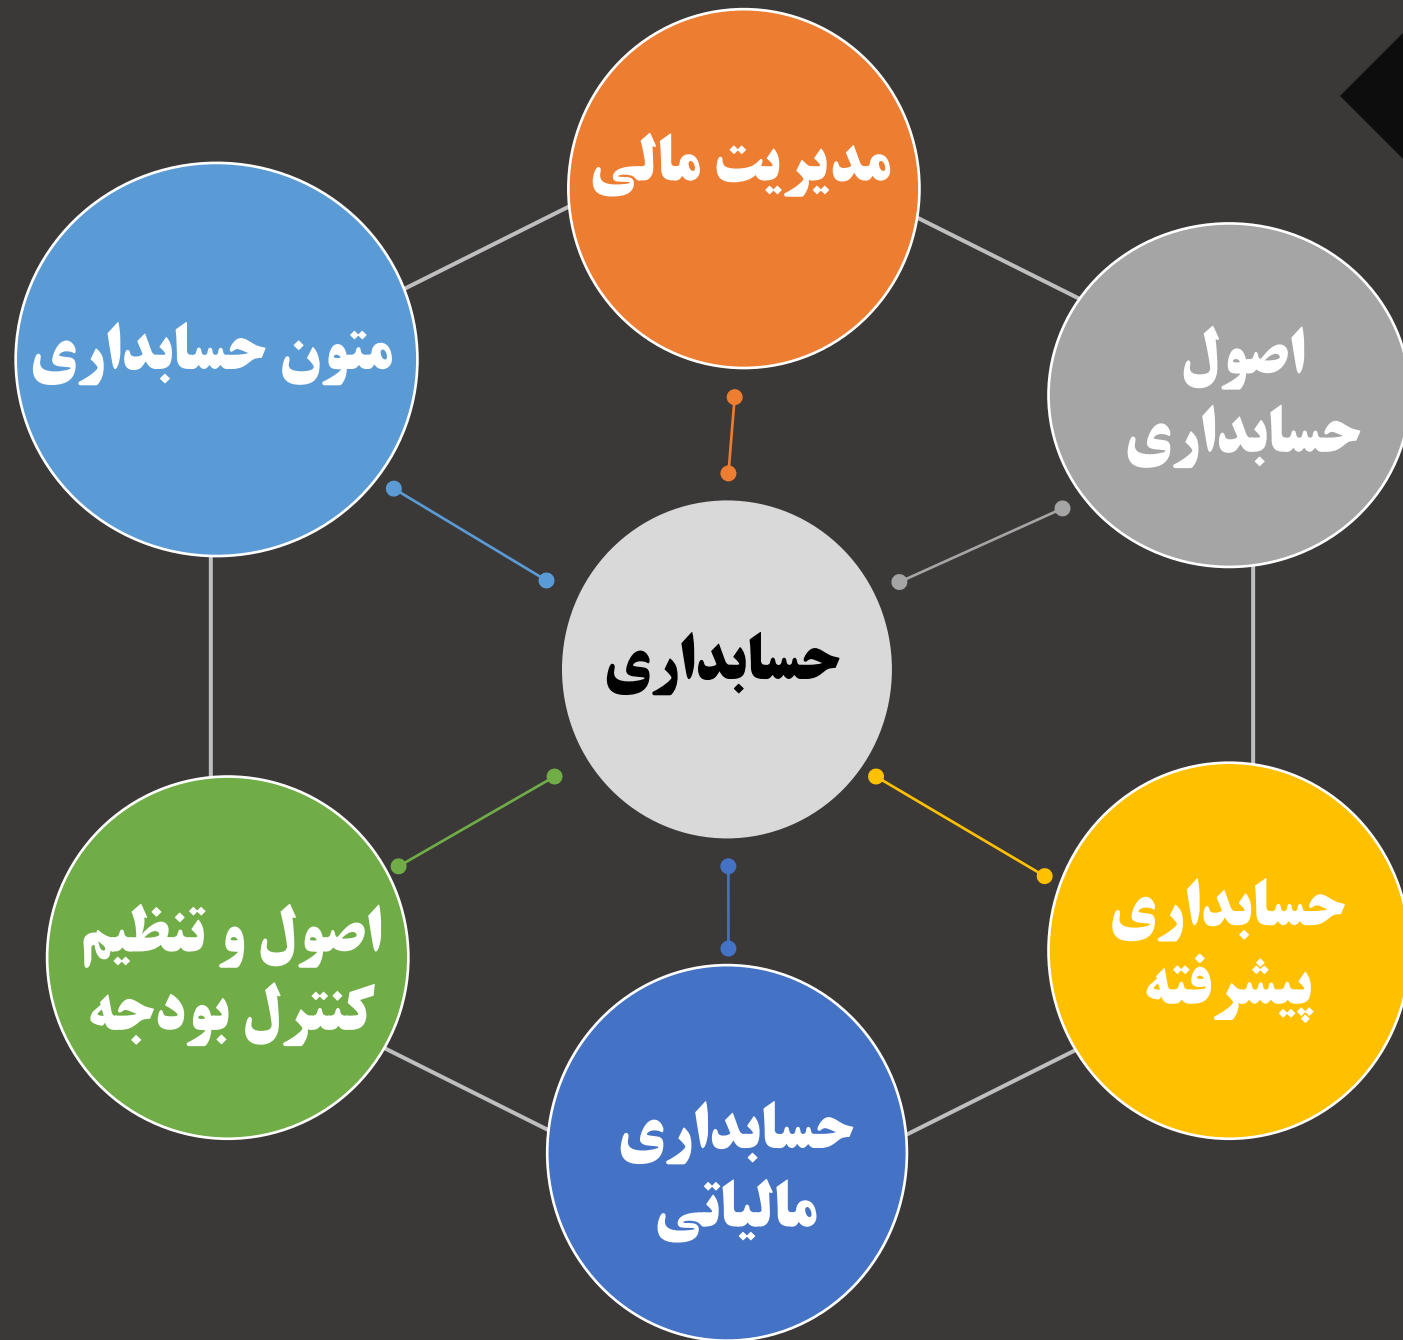 مدیریت مالی
متون حسابداری
اصول
حسابداری
حسابداری
اصول و تنظیم
کنترل بودجه
حسابداری
پیشرفته
حسابداری
مالیاتی